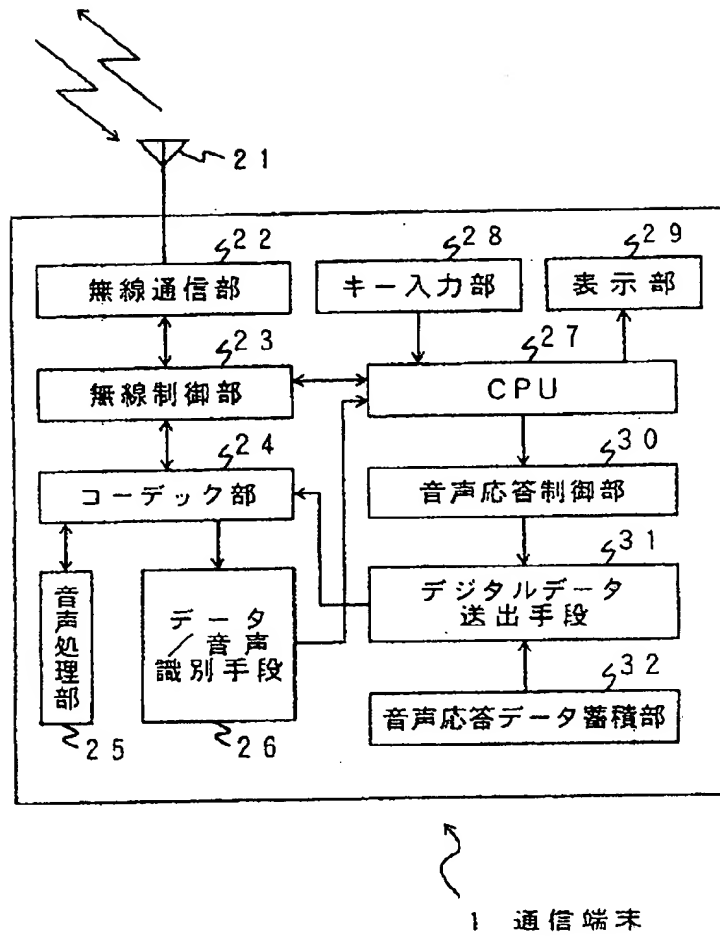 21
22
無線通信部
28
キー入力部
29
表示部
23
無線制御部
27
CPU
24
コーデック部
30
音声応答制御部
31
デジタルデータ
送出手段
音声処理部
25
データ
/音声
識別手段
26
32
音声応答データ蓄積部
1 通信端末